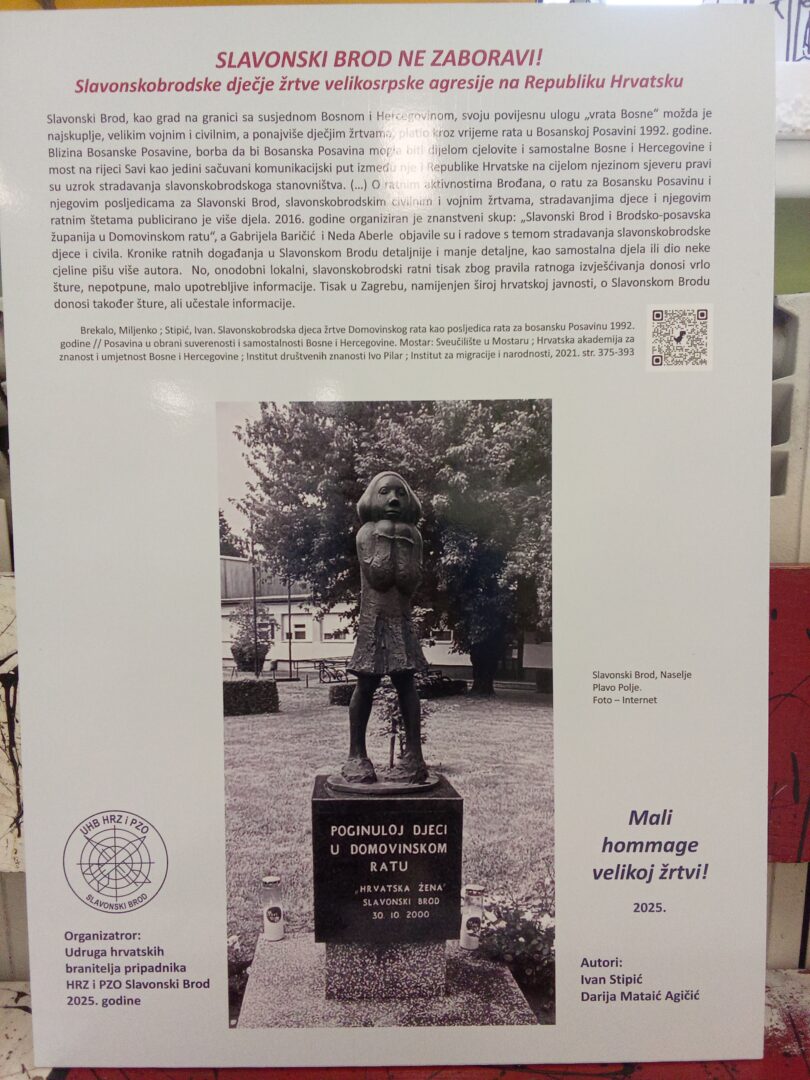 SLAVONSKI BROD NE ZABORAVI!
Slavonskobrodske dječje žrtve velikosrpske agresije na Republiku Hrvatsku
Slavonski Brod, kao grad na granici sa susjednom Bosnom i Hercegovinom, svoju povijesnu ulogu „vrata Bosne“ možda je
najskuplje, velikim vojnim i civilnim, a ponajviše dječjim žrtvama, platio kroz vrijeme rata u Bosanskoj Posavini 1992. godine.
Blizina Bosanske Posavine, borba da bi Bosanska Posavina mogla biti dijelom cjelovite i samostalne Bosne i Hercegovine i
most na rijeci Savi kao jedini sačuvani komunikacijski put između nje i Republike Hrvatske na cijelom njezinom sjeveru pravi
su uzrok stradavanja slavonskobrodskoga stanovništva. (...) O ratnim aktivnostima Brođana, o ratu za Bosansku Posavinu i
njegovim posljedicama za Slavonski Brod, slavonskobrodskim civilnim i vojnim žrtvama, stradavanjima djece i njegovim
ratnim štetama publicirano je više djela. 2016. godine organiziran je znanstveni skup: „Slavonski Brod i Brodsko-posavska
županija u Domovinskom ratu“, a Gabrijela Baričić i Neda Aberle objavile su i radove s temom stradavanja slavonskobrodske
djece i civila. Kronike ratnih događanja u Slavonskom Brodu detaljnije i manje detaljne, kao samostalna djela ili dio neke
cjeline pišu više autora. No, onodobni lokalni, slavonskobrodski ratni tisak zbog pravila ratnoga izvješćivanja donosi vrlo
šture, nepotpune, malo upotrebljive informacije. Tisak u Zagrebu, namijenjen široj hrvatskoj javnosti, o Slavonskom Brodu
donosi također šture, ali učestale informacije.
Brekalo, Miljenko ; Stipić, Ivan. Slavonskobrodska djeca žrtve Domovinskog rata kao posljedica rata za bosansku Posavinu 1992.
godine // Posavina u obrani suverenosti i samostalnosti Bosne i Hercegovine. Mostar: Sveučilište u Mostaru ; Hrvatska akademija za
znanost i umjetnost Bosne i Hercegovine ; Institut društvenih znanosti Ivo Pilar ; Institut za migracije i narodnosti, 2021. str. 375-393
Slavonski Brod, Naselje
Plavo Polje.
Foto – Internet
POGINULOJ DJECI
U DOMOVINSKOM
RATU
„HRVATSKA ŽENA“
SLAVONSKI BROD
30. 10 2000
Mali
hommage
velikoj žrtvi!
2025.
UHB HRZ i PZO
SLAVONSKI BROD
Organizatror:
Udruga hrvatskih
branitelja pripadnika
HRZ i PZO Slavonski Brod
2025. godine
Autori:
Ivan Stipić
Darija Mataić Agičić